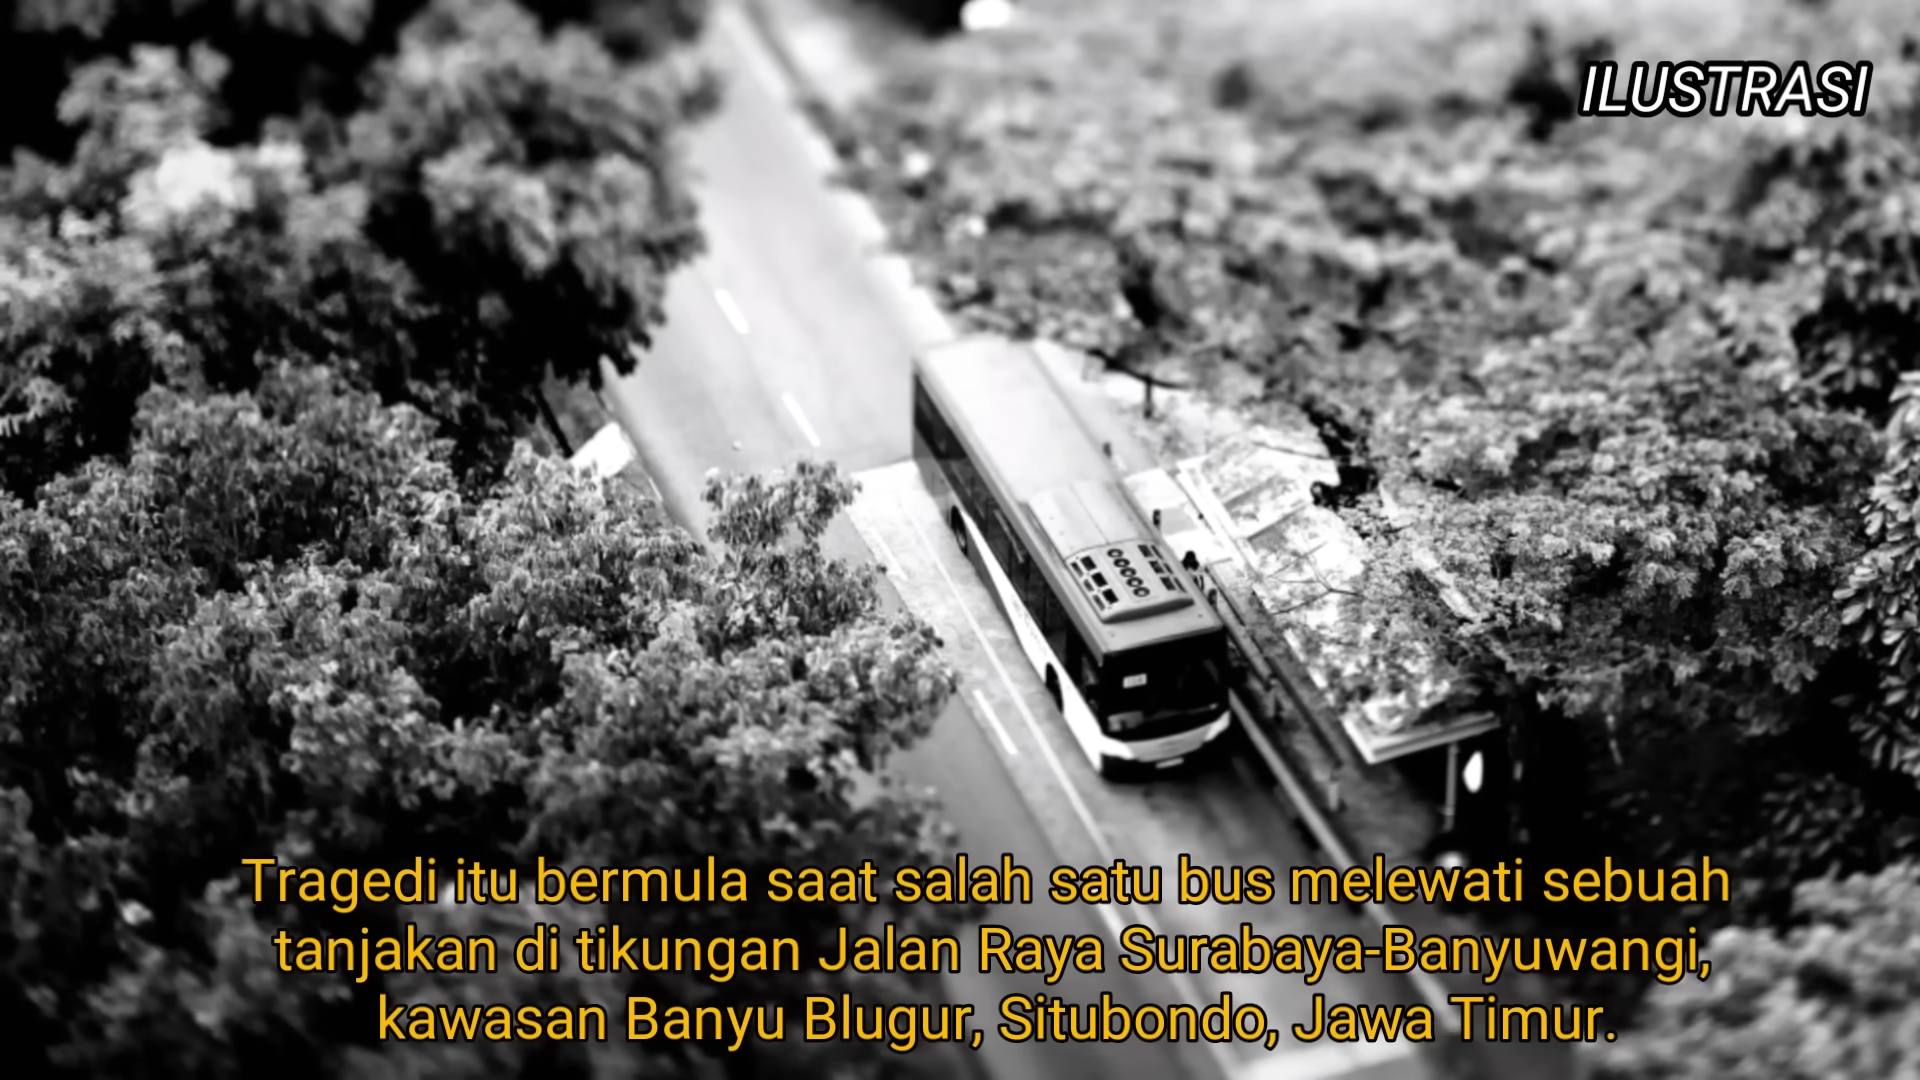 ILUSTRASI
Tragedi itu bermula saat salah satu bus melewati sebuah
tanjakan di tikungan Jalan Raya Surabaya-Banyuwangi,
kawasan Banyu Blugur, Situbondo, Jawa Timur.